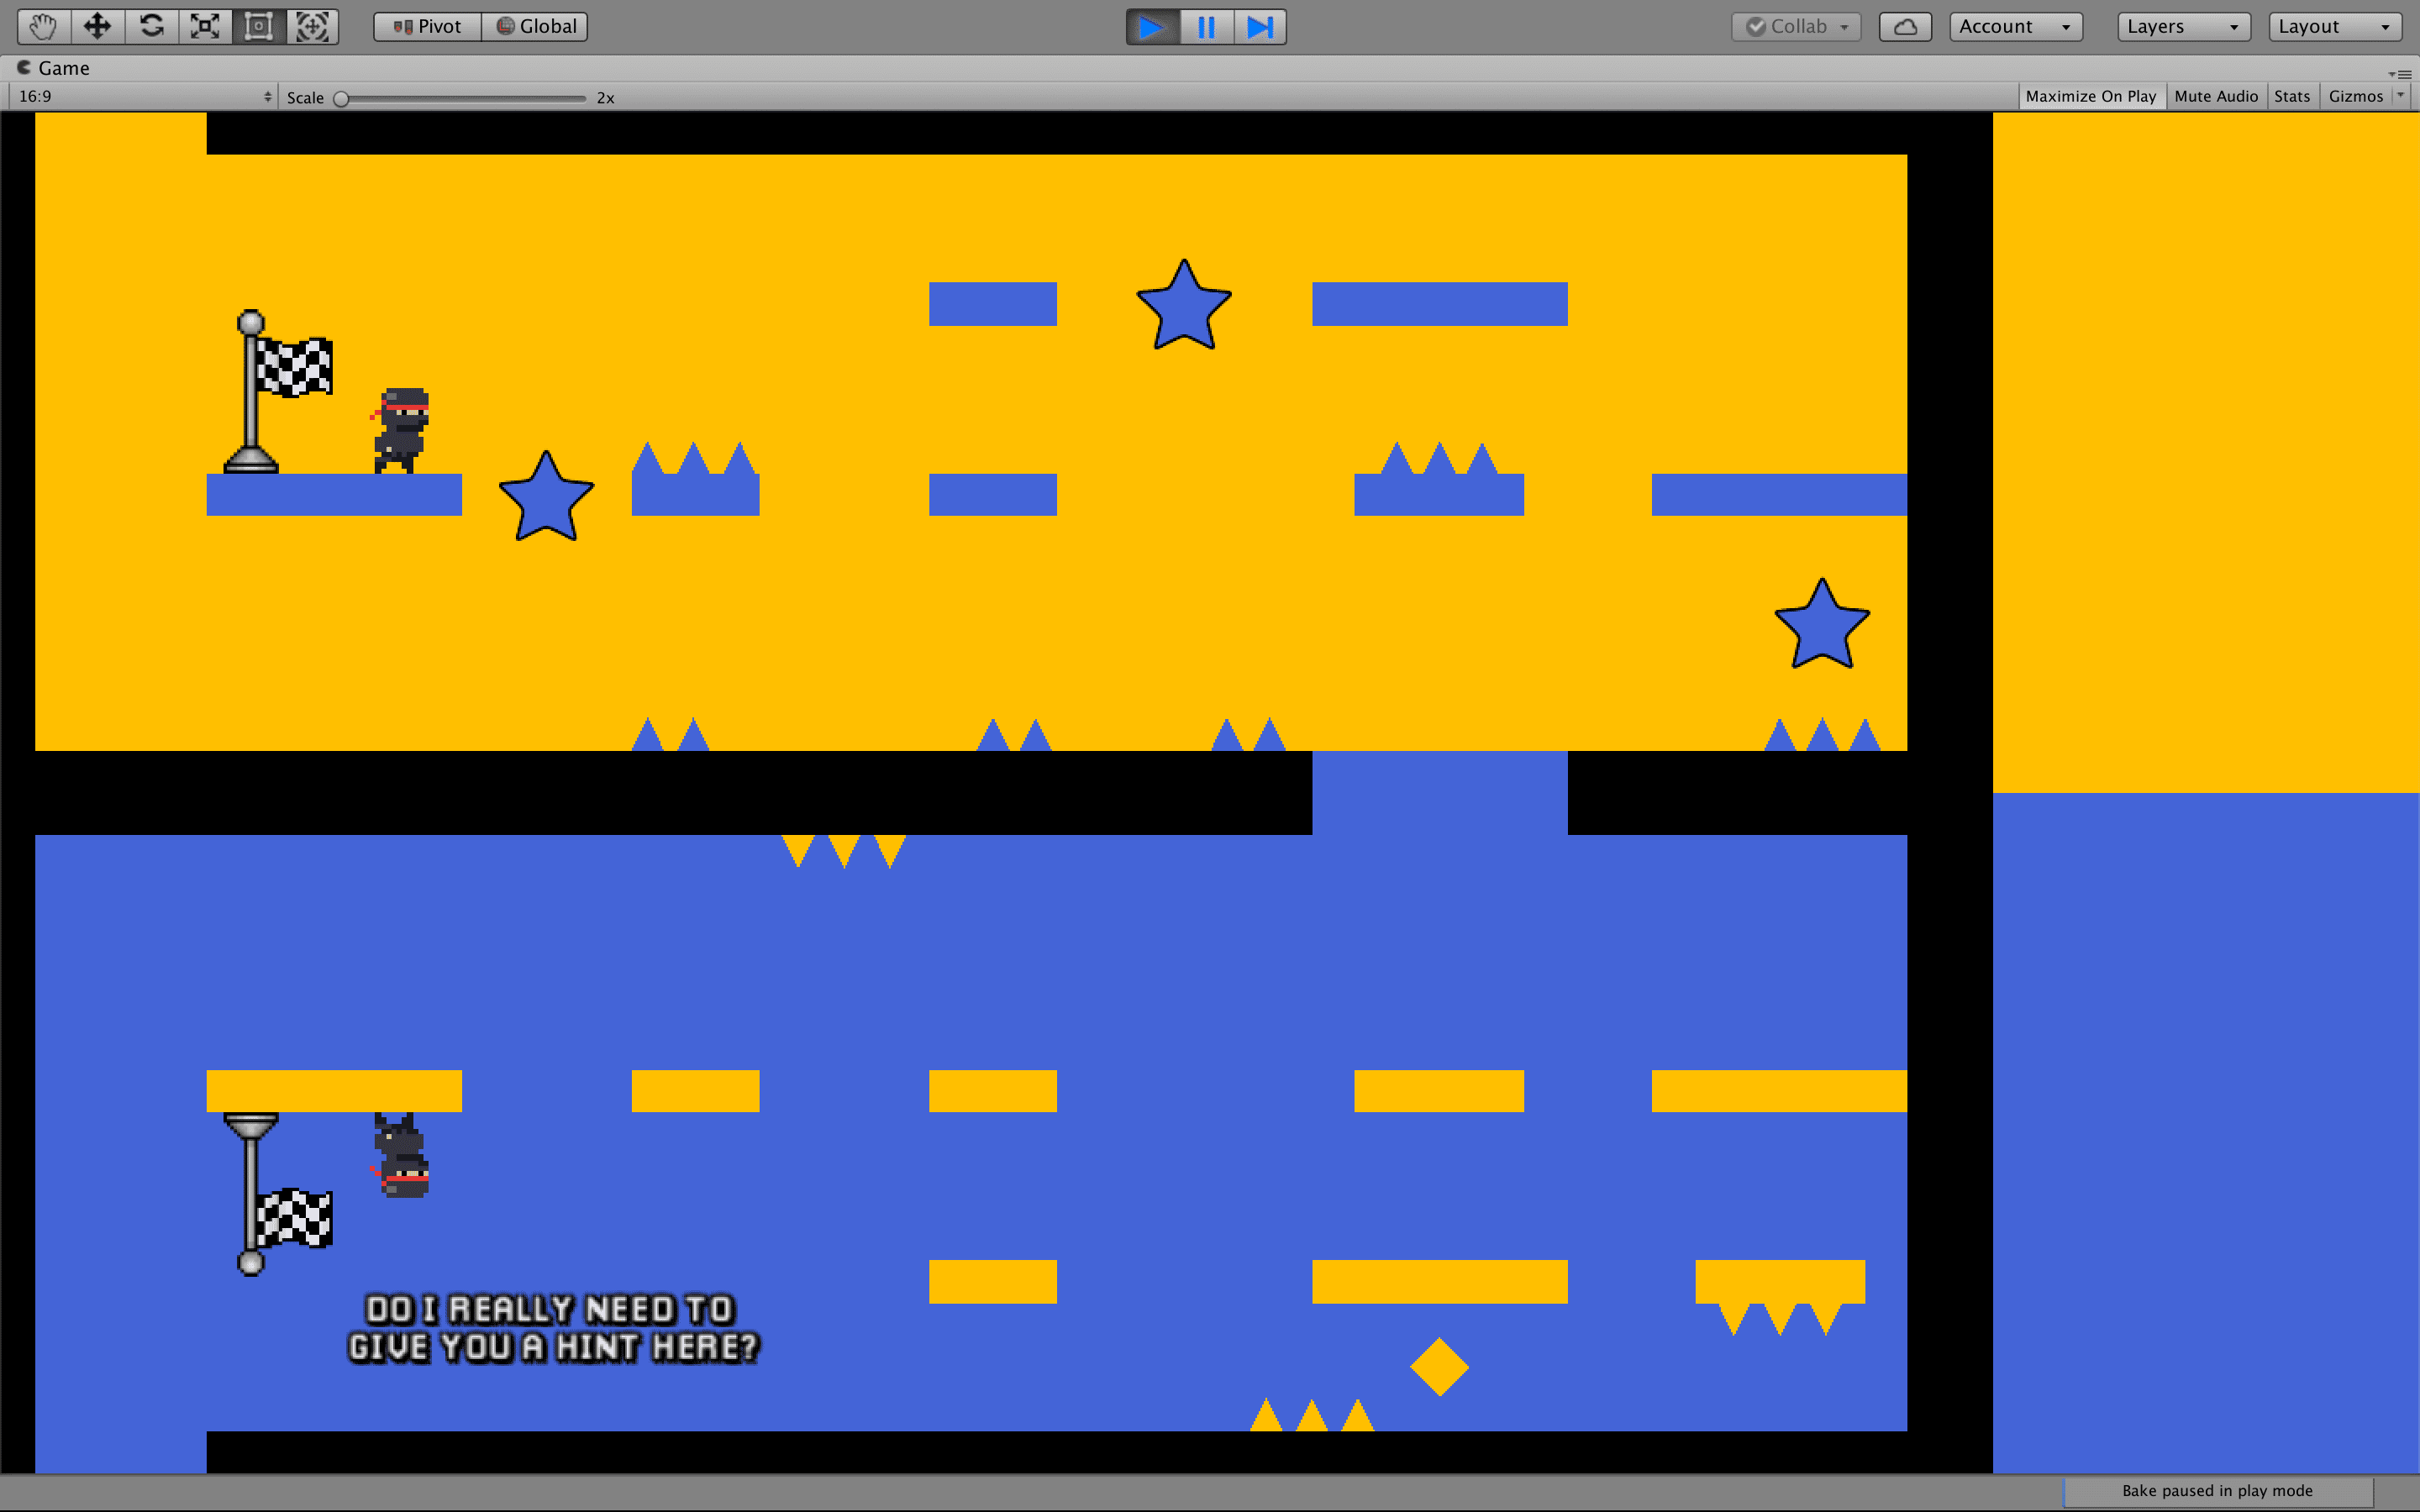 Pivot Global Collab Account Layers Layout
Game
16:9 Scale 2x Maximize On Play Mute Audio Stats Gizmos
DO I REALLY NEED TO
GIVE YOU A HINT HERE?
Bake paused in play mode